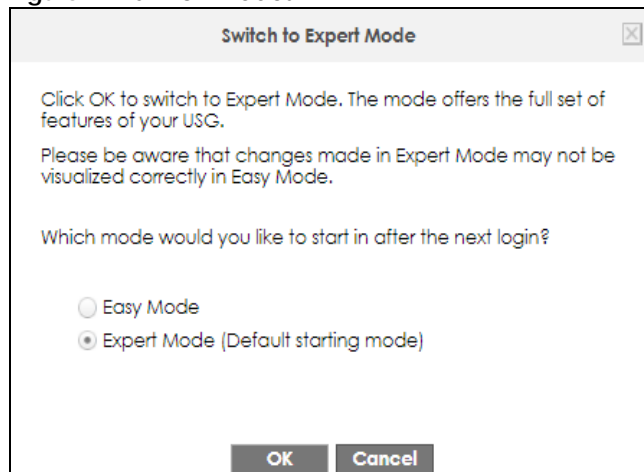 Switch to Expert Mode
Click OK to switch to Expert Mode. The mode offers the full set of
features of your USG.
Please be aware that changes made in Expert Mode may not be
visualized correctly in Easy Mode.
Which mode would you like to start in after the next login?
Easy Mode
Expert Mode (Default starting mode)
OK Cancel